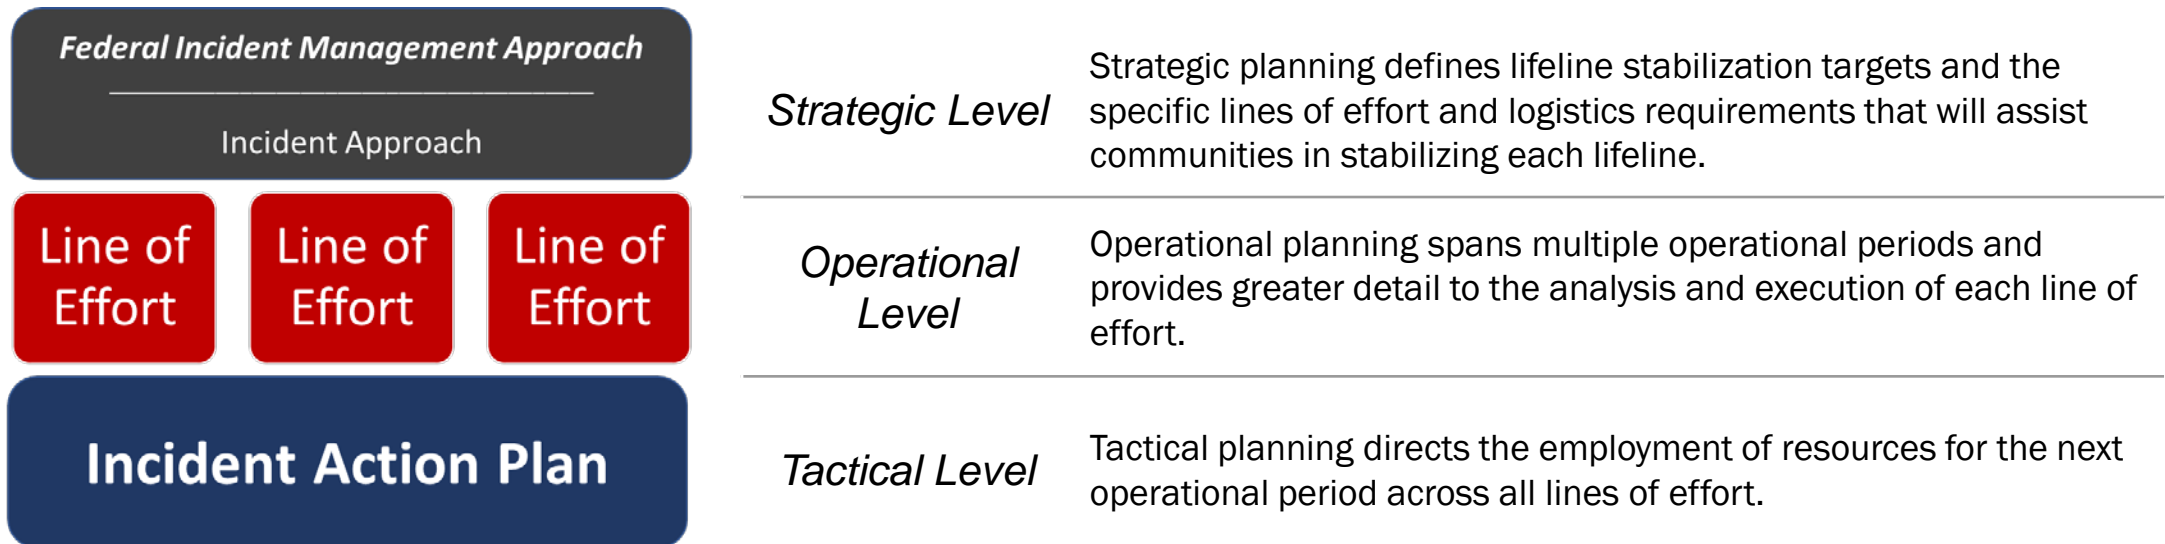 Federal Incident Management Approach
Incident Approach
Strategic Level
Strategic planning defines lifeline stabilization targets and the
specific lines of effort and logistics requirements that will assist
communities in stabilizing each lifeline.
Line of
Effort
Line of
Effort
Line of
Effort
Operational
Level
Operational planning spans multiple operational periods and
provides greater detail to the analysis and execution of each line of
effort.
Incident Action Plan
Tactical Level
Tactical planning directs the employment of resources for the next
operational period across all lines of effort.